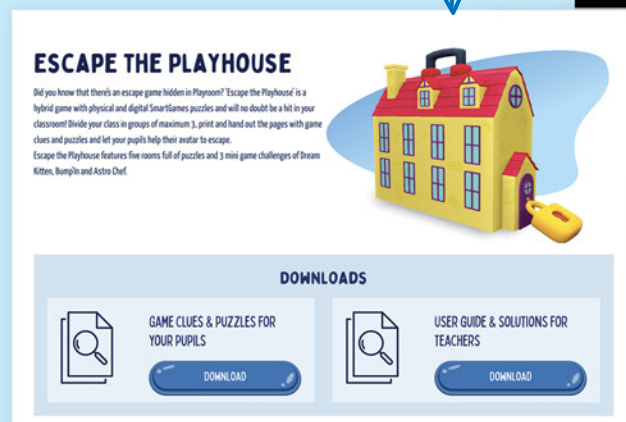 ESCAPE THE PLAYHOUSE
Did you know that there's an escape game hidden in Playroom? 'Escape the Playhouse' is a
hybrid game with physical and digital SmartGames puzzles and will no doubt be a hit in your
classroom! Divide your class in groups of maximum 3, print and hand out the pages with game
clues and puzzles and let your pupils help their avatar to escape.
Escape the Playhouse features five rooms full of puzzles and 3 mini game challenges of Dream
Kitten, Bump'in and Astro Chef.
DOWNLOADS
GAME CLUES & PUZZLES FOR
YOUR PUPILS
DOWNLOAD
USER GUIDE & SOLUTIONS FOR
TEACHERS
DOWNLOAD